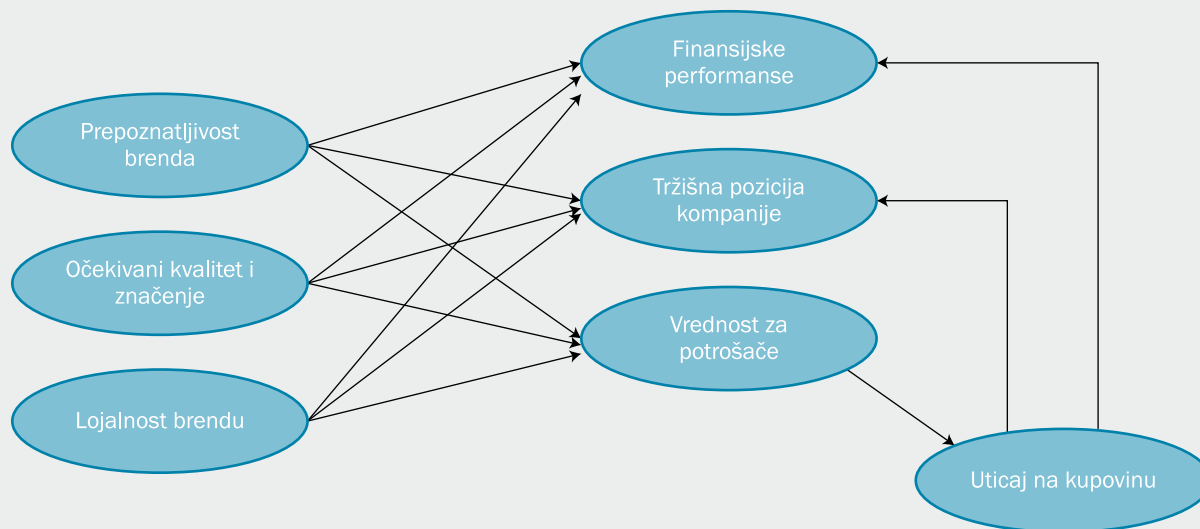 Finansijske
performanse
Prepoznatljivost
brenda
Tržišna pozicija
kompanije
Očekivani kvalitet i
značenje
Vrednost za
potrošače
Lojalnost brendu
Uticaj na kupovinu